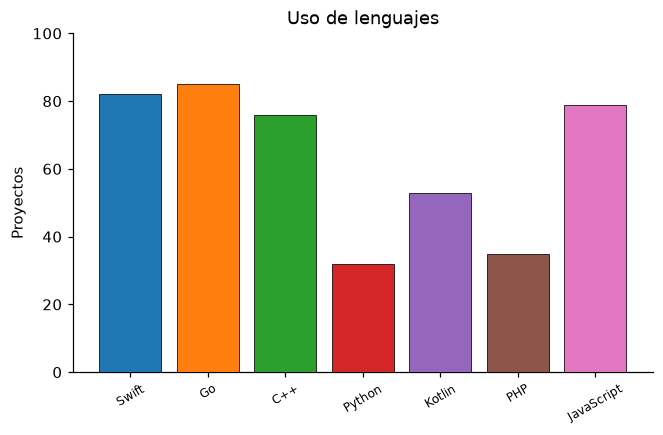 Uso de lenguajes
Proyectos
100
80
60
40
20
0
Swift
Go
C++
Python
Kotlin
PHP
JavaScript